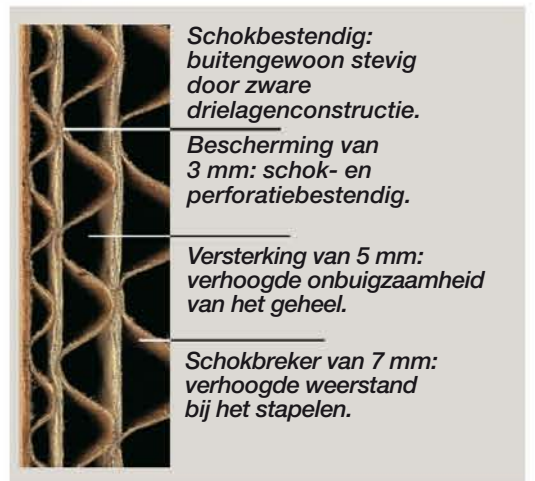 Schokbestendig:
buitengewoon stevig
door zware
drielagenconstructie.
Bescherming van
3 mm: schok- en
perforatiebestendig.
Versterking van 5 mm:
verhoogde onbuigzaamheid
van het geheel.
Schokbreker van 7 mm:
verhoogde weerstand
bij het stapelen.